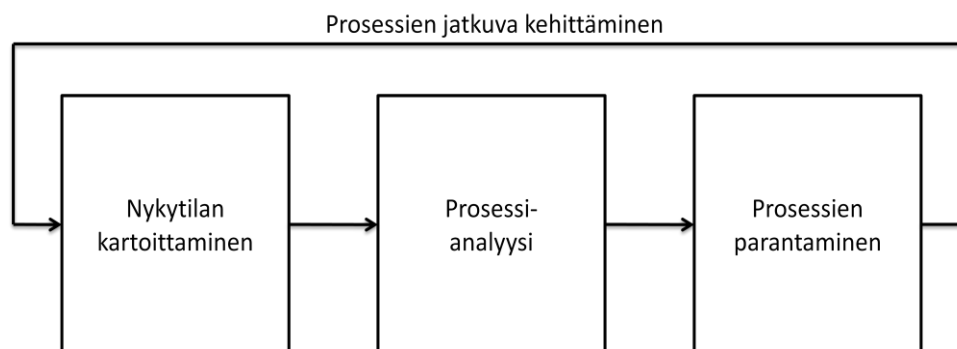 Prosessien jatkuva kehittäminen
Nykytilan
kartoittaminen
Prosessi-
analyysi
Prosessien
parantaminen